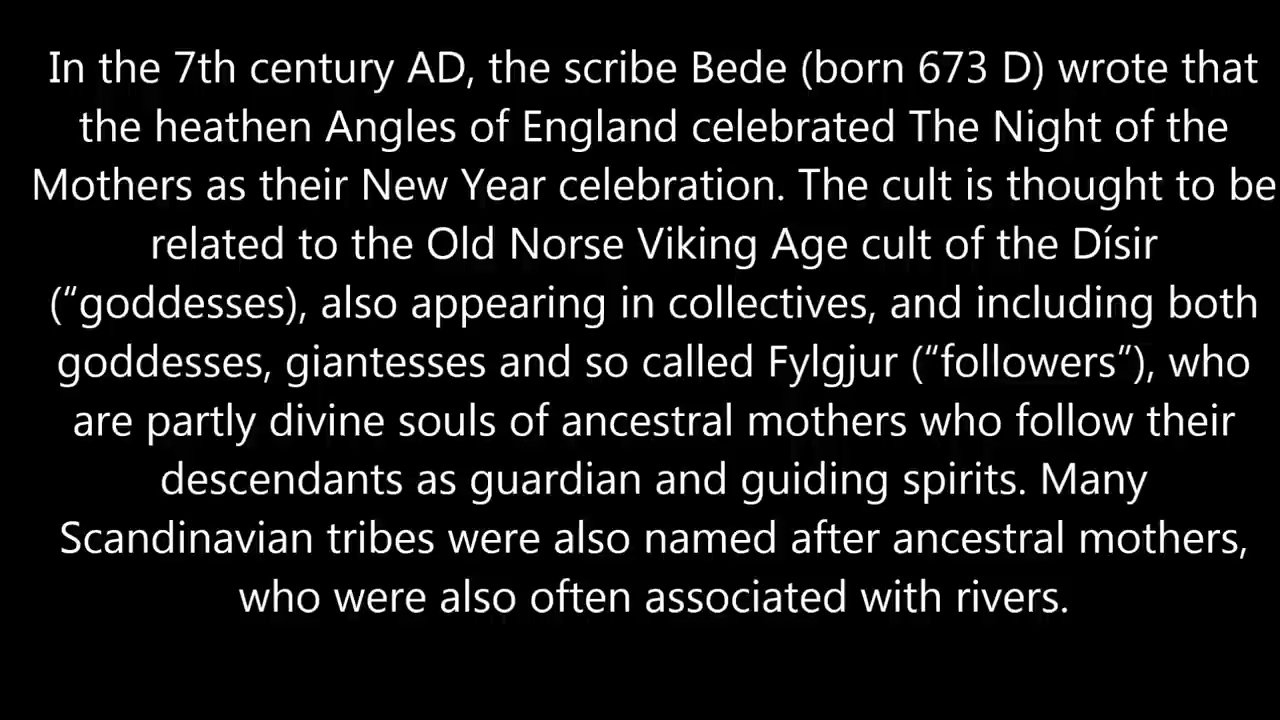 In the 7th century AD, the scribe Bede (born 673 D) wrote that
the heathen Angles of England celebrated The Night of the
Mothers as their New Year celebration. The cult is thought to be
related to the Old Norse Viking Age cult of the Dísir
(“goddesses), also appearing in collectives, and including both
goddesses, giantesses and so called Fylgjur (“followers”), who
are partly divine souls of ancestral mothers who follow their
descendants as guardian and guiding spirits. Many
Scandinavian tribes were also named after ancestral mothers,
who were also often associated with rivers.